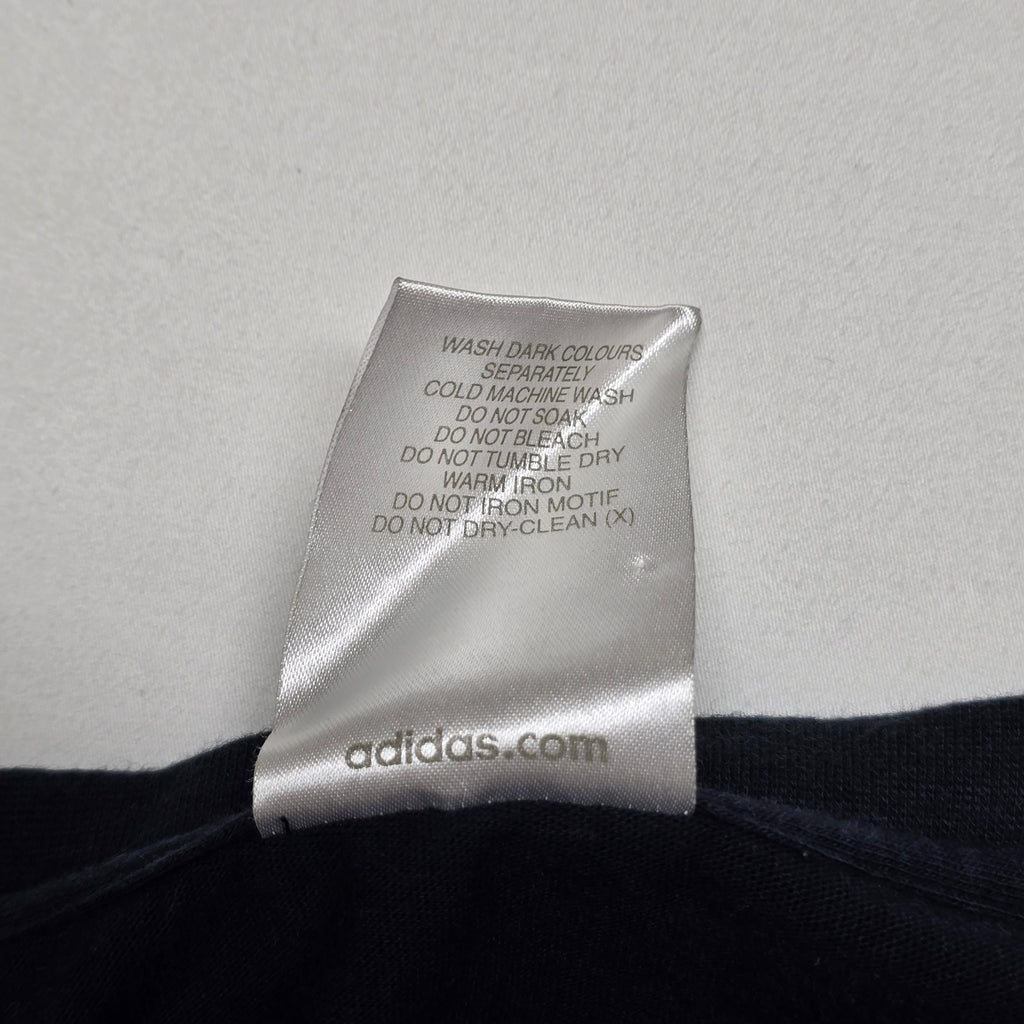 WASH DARK COLOURS
SEPARATELY
COLD MACHINE WASH
DO NOT SOAK
DO NOT BLEACH
DO NOT TUMBLE DRY
WARM IRON
DO NOT IRON MOTIF
DO NOT DRY-CLEAN (X)
adidas.com